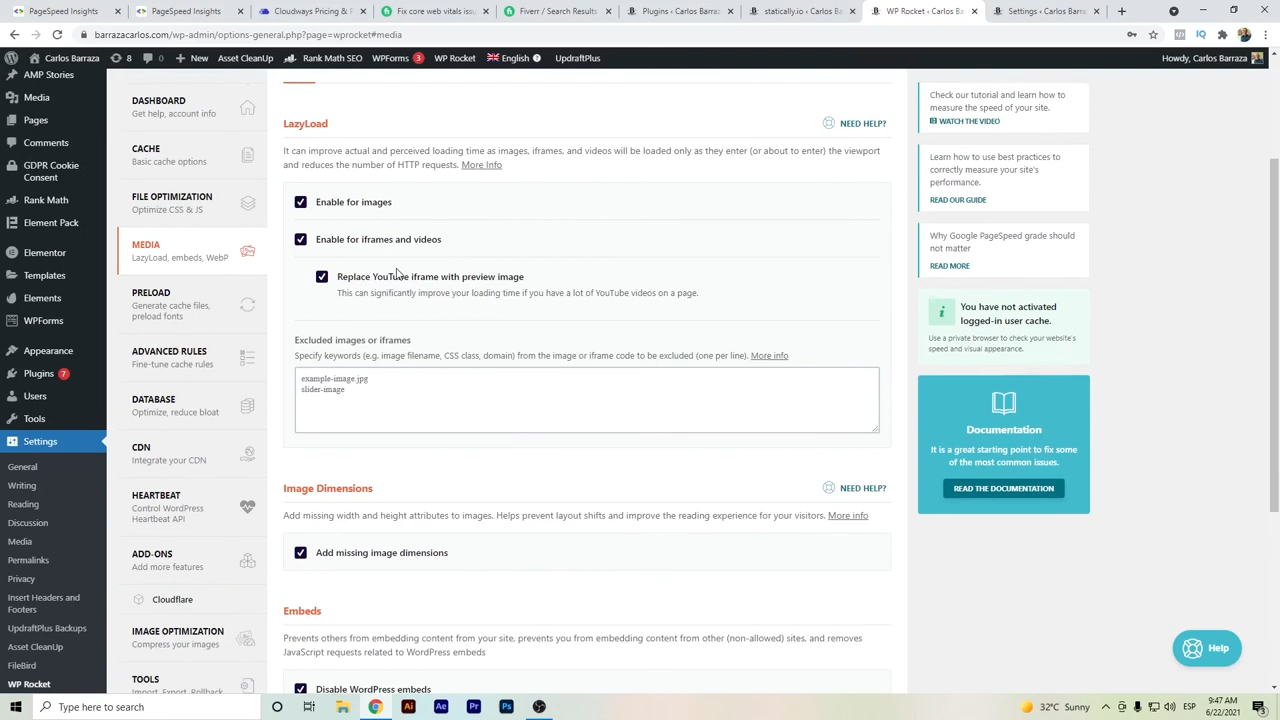 PageSpeed Insights
PageSpeed Insights
Cloudways Pricing &
Fix core web vitals issu
Fiverr / Search Results
Plugins ‹ Carlos Barraz
statically.io ‹ Carlos Ba
WP Rocket ‹ Carlos Ba
Settings ‹ Carlos Barraz
barrazacarlos.com/wp-admin/options-general.php?page=wprocket#media
IQ
Carlos Barraza
8
0
+ New
Asset CleanUp
Rank Math SEO
WPForms 3
WP Rocket
English
UpdraftPlus
Howdy, Carlos Barraza
AMP Stories
Media
Pages
Comments
GDPR Cookie
Consent
Rank Math
Element Pack
Elementor
Templates
Elements
WPForms
Appearance
Plugins 7
Users
Tools
Settings
General
Writing
Reading
Discussion
Media
Permalinks
Privacy
Insert Headers and
Footers
UpdraftPlus Backups
Asset CleanUp
FileBird
WP Rocket
DASHBOARD
Get help, account info
CACHE
Basic cache options
FILE OPTIMIZATION
Optimize CSS & JS
MEDIA
LazyLoad, embeds, WebP
PRELOAD
Generate cache files,
preload fonts
ADVANCED RULES
Fine-tune cache rules
DATABASE
Optimize, reduce bloat
CDN
Integrate your CDN
HEARTBEAT
Control WordPress
Heartbeat API
ADD-ONS
Add more features
Cloudflare
IMAGE OPTIMIZATION
Compress your images
TOOLS
Import, Export, Rollback
LazyLoad
NEED HELP?
It can improve actual and perceived loading time as images, iframes, and videos will be loaded only as they enter (or about to enter) the viewport
and reduces the number of HTTP requests. More Info
Enable for images
Enable for iframes and videos
Replace YouTube iframe with preview image
This can significantly improve your loading time if you have a lot of YouTube videos on a page.
Excluded images or iframes
Specify keywords (e.g. image filename, CSS class, domain) from the image or iframe code to be excluded (one per line). More info
example-image.jpg
slider-image
Image Dimensions
NEED HELP?
Add missing width and height attributes to images. Helps prevent layout shifts and improve the reading experience for your visitors. More info
Add missing image dimensions
Embeds
Prevents others from embedding content from your site, prevents you from embedding content from other (non-allowed) sites, and removes
JavaScript requests related to WordPress embeds
Disable WordPress embeds
Check our tutorial and learn how to
measure the speed of your site.
WATCH THE VIDEO
Learn how to use best practices to
correctly measure your site's
performance.
READ OUR GUIDE
Why Google PageSpeed grade should
not matter
READ MORE
You have not activated
logged-in user cache.
Use a private browser to check your website's
speed and visual appearance.
Documentation
It is a great starting point to fix some
of the most common issues.
READ THE DOCUMENTATION
Help
Type here to search
Ai
Ae
Pr
Ps
32°C Sunny
ESP
9:47 AM
6/22/2021
3